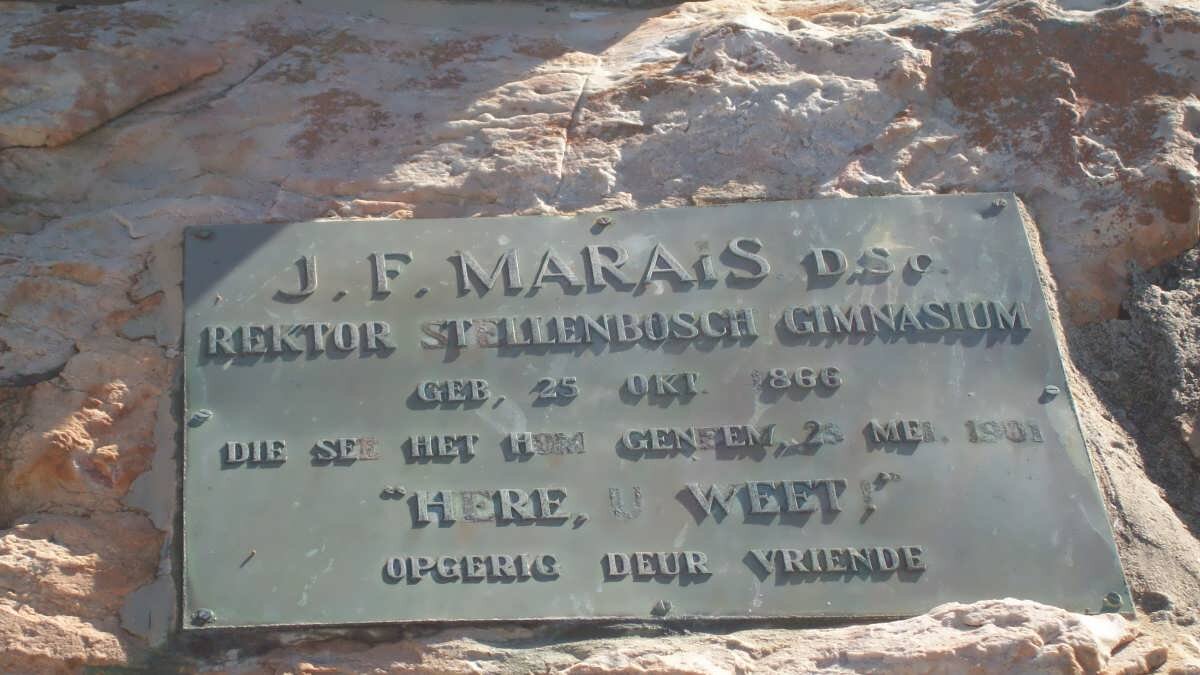 J. F. MARAIS D.Sc.
REKTOR STELLENBOSCH GIMNASIUM
GEB. 25 OKT. 1866
DIE SEE HET HOM GENEEM, MEI. 1901
"HERE, U WEET!"
OPGERIG DEUR VRIENDE